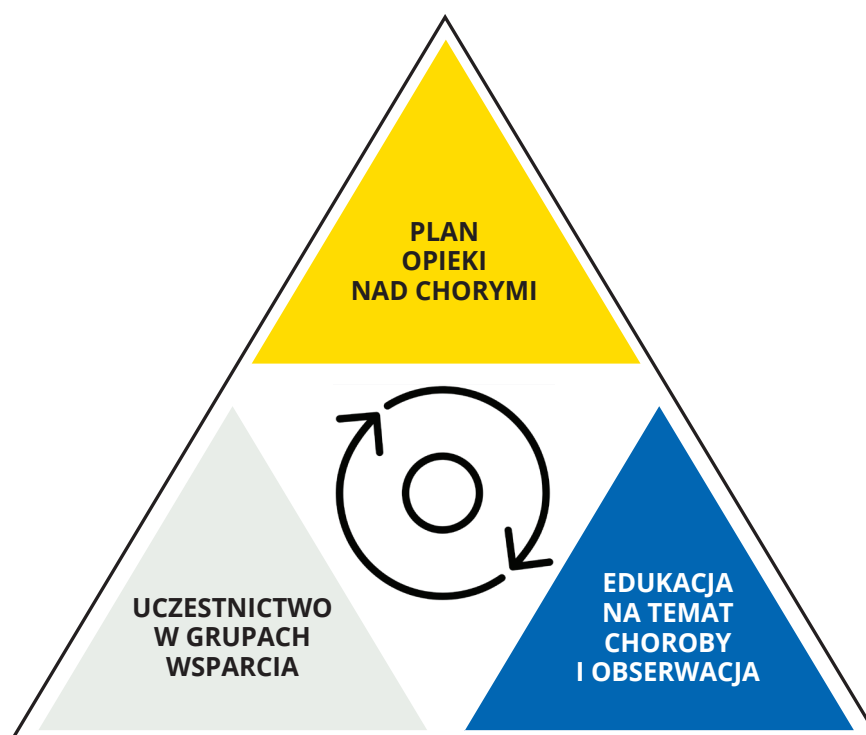 PLAN
OPIEKI
NAD CHORYMI
UCZESTNICTWO
W GRUPACH
WSPARCIA
EDUKACJA
NA TEMAT
CHOROBY
I OBSERWACJA